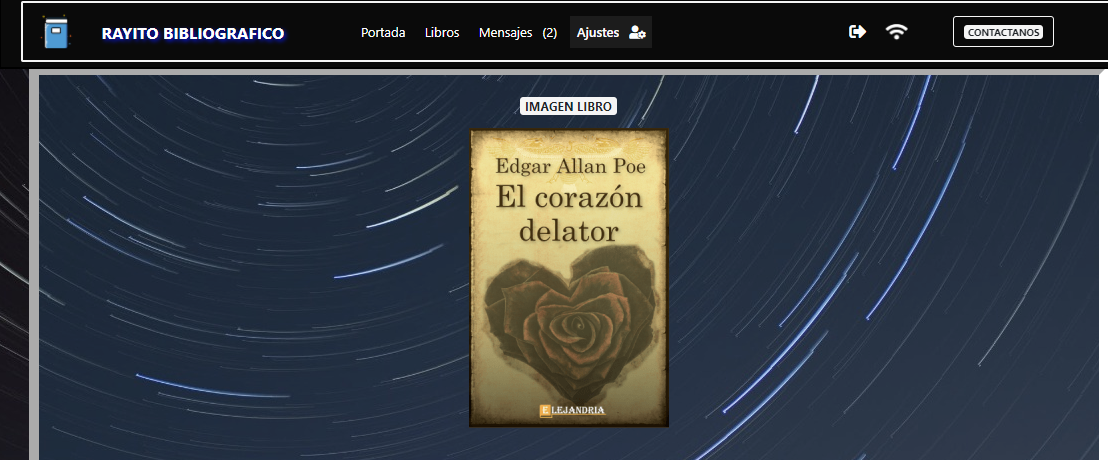 RAYITO BIBLIOGRAFICO
Portada
Libros
Mensajes (2)
Ajustes
CONTACTANOS
IMAGEN LIBRO
Edgar Allan Poe
El corazón
delator
ELEJANDRIA